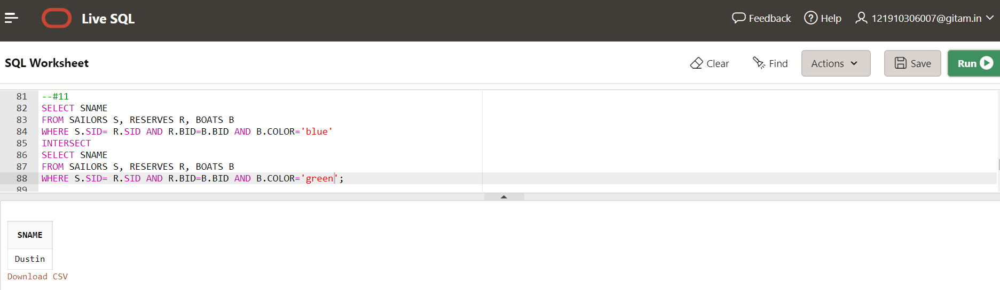 Live SQL
Feedback
Help
121910306007@gitam.in
SQL Worksheet
Clear
Find
Actions
Save
Run
81 --#11
82 SELECT SNAME
83 FROM SAILORS S, RESERVES R, BOATS B
84 WHERE S.SID= R.SID AND R.BID=B.BID AND B.COLOR='blue'
85 INTERSECT
86 SELECT SNAME
87 FROM SAILORS S, RESERVES R, BOATS B
88 WHERE S.SID= R.SID AND R.BID=B.BID AND B.COLOR='green';
89
SNAME
Dustin
Download CSV